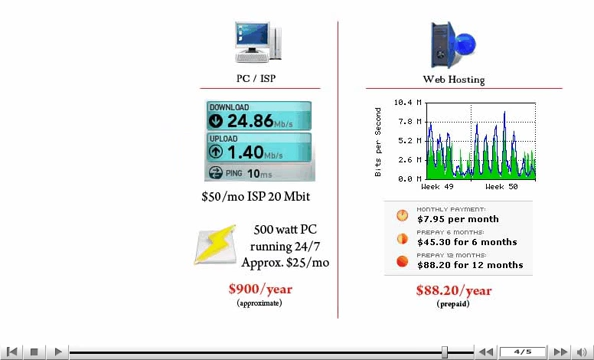 PC / ISP
DOWNLOAD
24.86 Mb/s
UPLOAD
1.40 Mb/s
PING 10ms
$50/mo ISP 20 Mbit
500 watt PC
running 24/7
Approx. $25/mo
$900/year
(approximate)
Web Hosting
Bits per Second
10.4 M
7.8 M
5.2 M
2.6 M
0.0 M
Week 49 Week 50
MONTHLY PAYMENT:
$7.95 per month
PREPAY 6 MONTHS:
$45.30 for 6 months
PREPAY 12 MONTHS:
$88.20 for 12 months
$88.20/year
(prepaid)
4/5